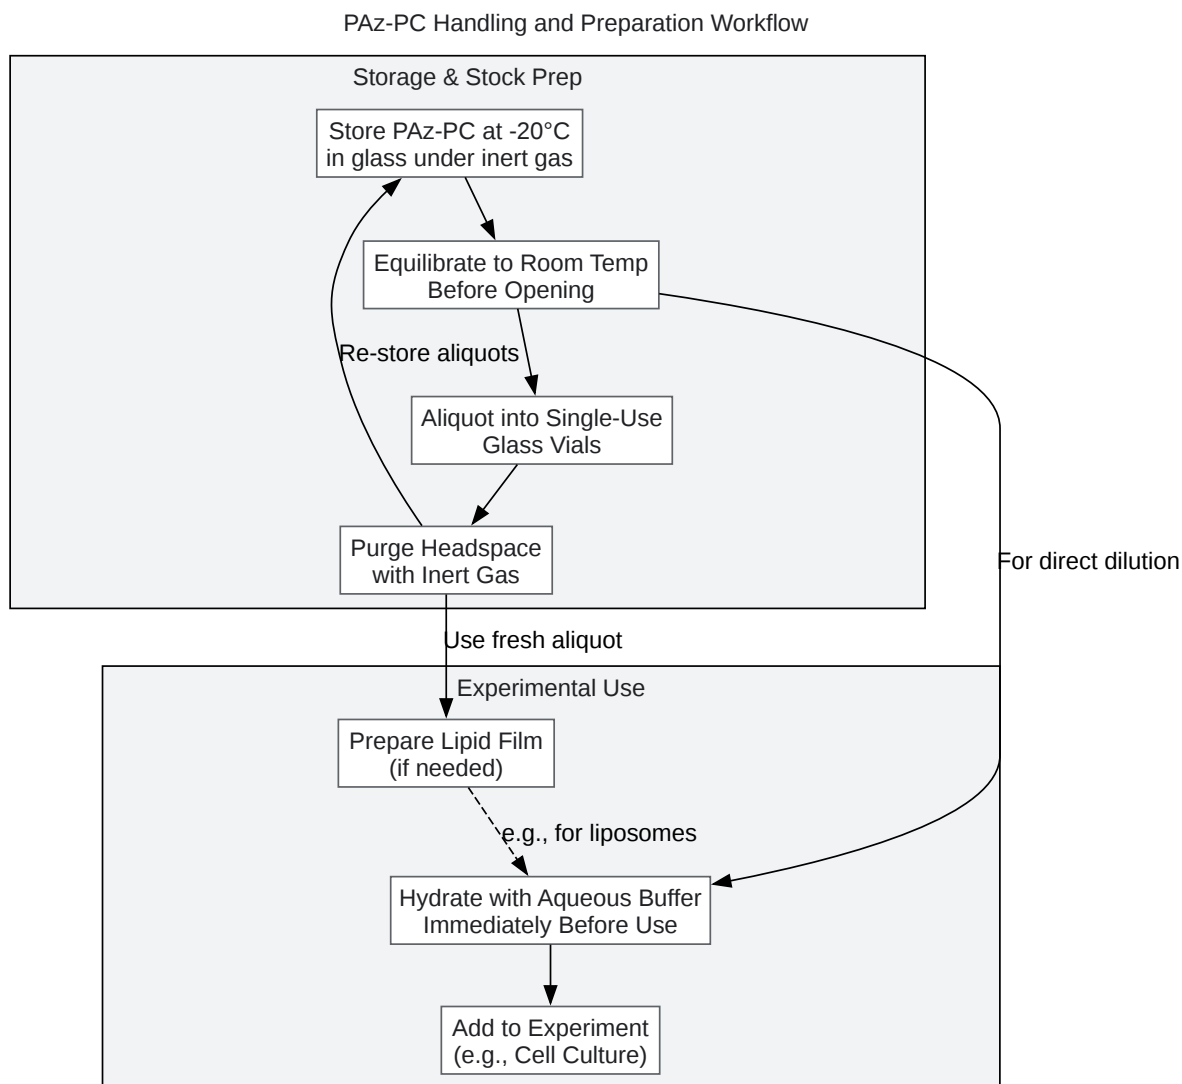 PAz-PC Handling and Preparation Workflow
Storage & Stock Prep
Store PAz-PC at -20°C
in glass under inert gas
Equilibrate to Room Temp
Before Opening
Re-store aliquots
Aliquot into Single-Use
Glass Vials
Purge Headspace
with Inert Gas
For direct dilution
Use fresh aliquot
Experimental Use
Prepare Lipid Film
(if needed)
e.g., for liposomes
Hydrate with Aqueous Buffer
Immediately Before Use
Add to Experiment
(e.g., Cell Culture)